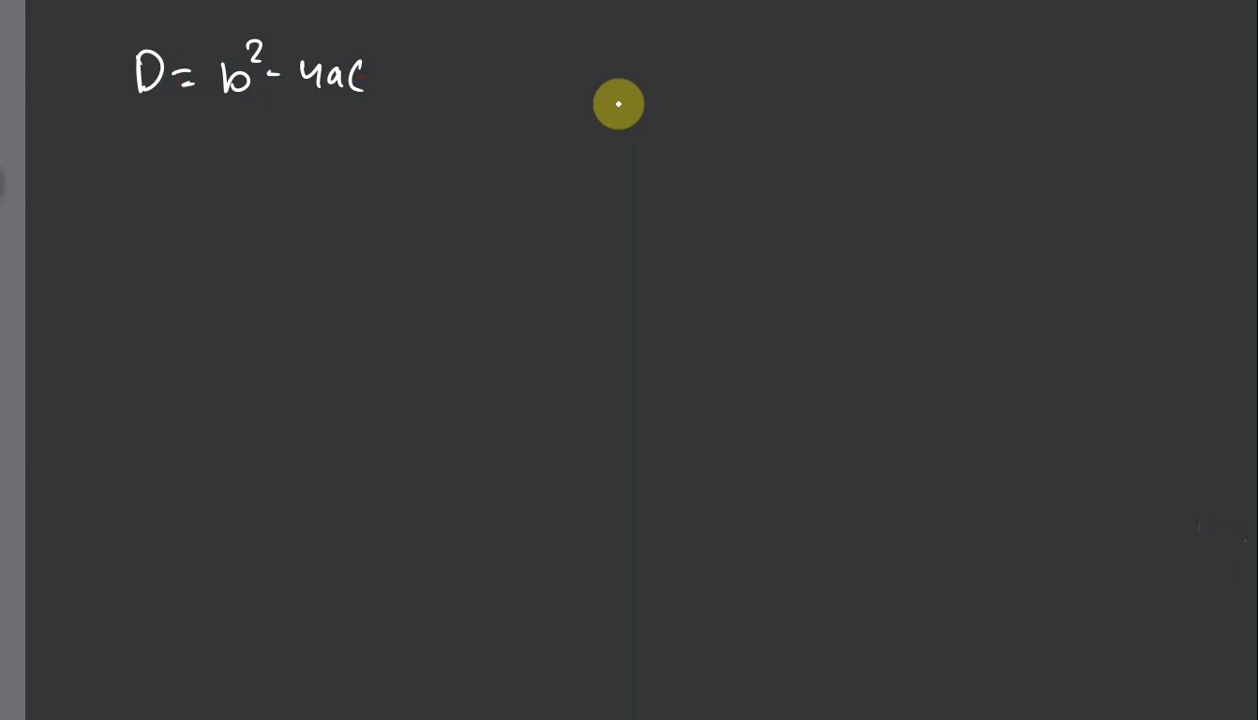 D = b² - 4ac